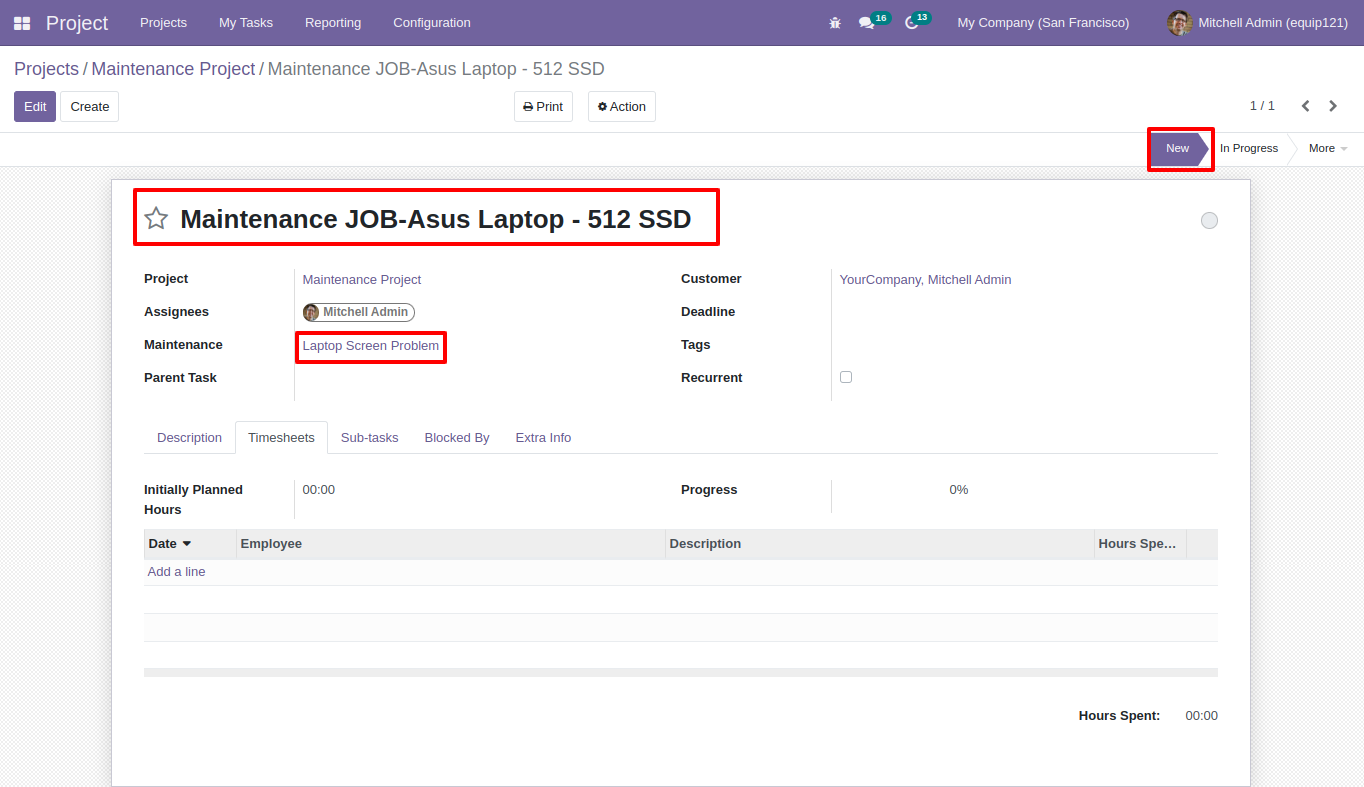 Project Projects My Tasks Reporting Configuration 16 13 My Company (San Francisco) Mitchell Admin (equip121)
Projects / Maintenance Project / Maintenance JOB-Asus Laptop - 512 SSD
Edit Create Print Action 1 / 1
New In Progress More
Maintenance JOB-Asus Laptop - 512 SSD
Project Maintenance Project Customer YourCompany, Mitchell Admin
Assignees Mitchell Admin Deadline
Maintenance Laptop Screen Problem Tags
Parent Task Recurrent
Description Timesheets Sub-tasks Blocked By Extra Info
Initially Planned Hours 00:00 Progress 0%
Date Employee Description Hours Spe...
Add a line
Hours Spent: 00:00